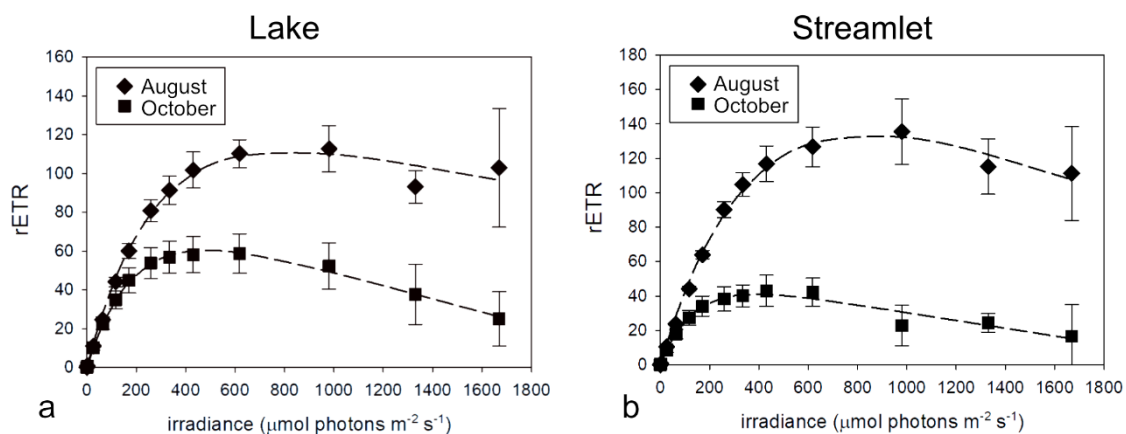 Lake
160
140
120
100
80
60
40
20
0
rETR
August
October
0 200 400 600 800 1000 1200 1400 1600 1800
irradiance (μmol photons m⁻² s⁻¹)
a
Streamlet
180
160
140
120
100
80
60
40
20
0
rETR
August
October
0 200 400 600 800 1000 1200 1400 1600 1800
irradiance (μmol photons m⁻² s⁻¹)
b